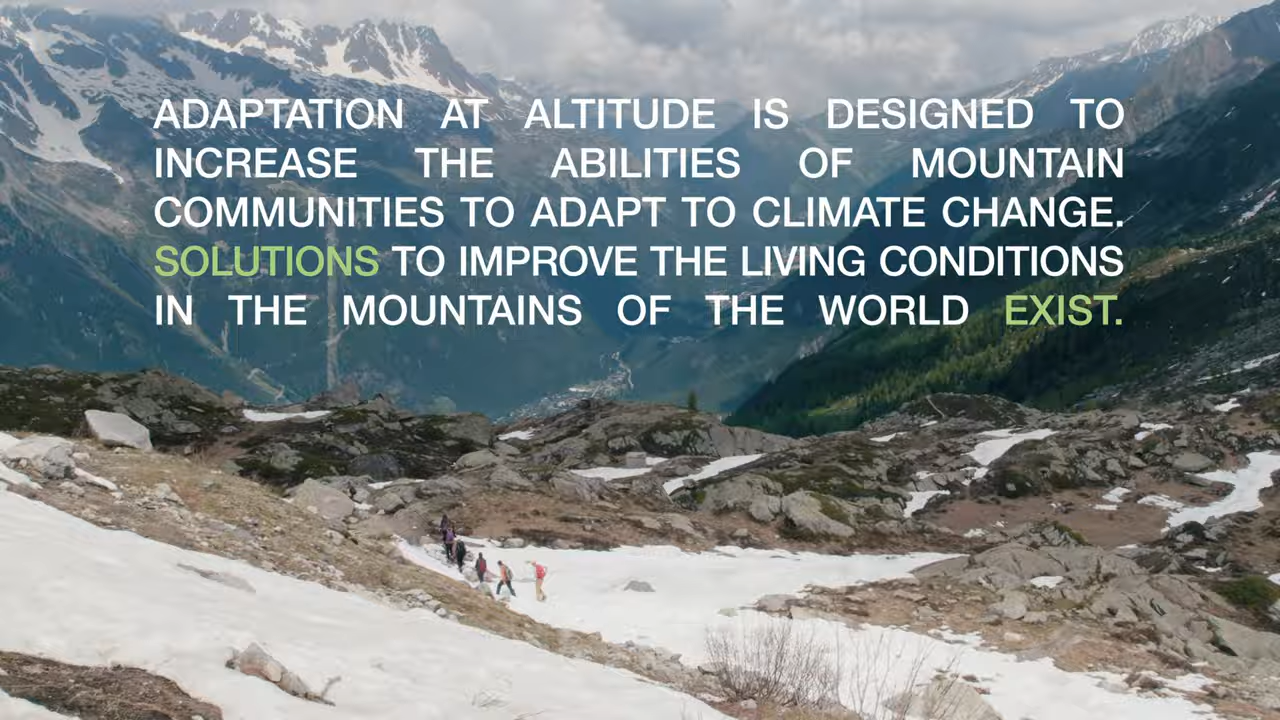 ADAPTATION AT ALTITUDE IS DESIGNED TO
INCREASE THE ABILITIES OF MOUNTAIN
COMMUNITIES TO ADAPT TO CLIMATE CHANGE.
SOLUTIONS TO IMPROVE THE LIVING CONDITIONS
IN THE MOUNTAINS OF THE WORLD EXIST.